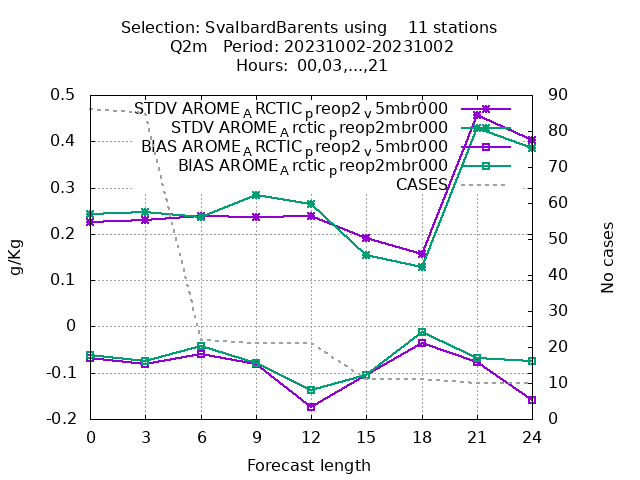 Selection: SvalbardBarents using    11 stations
Q2m   Period: 20231002-20231002
Hours:  00,03,...,21
STDV AROME_ARCTIC_preop2_v5mbr000
STDV AROME_Arctic_preop2mbr000
BIAS AROME_ARCTIC_preop2_v5mbr000
BIAS AROME_Arctic_preop2mbr000
CASES
g/Kg
0.5
0.4
0.3
0.2
0.1
0
-0.1
-0.2
No cases
90
80
70
60
50
40
30
20
10
0
0 3 6 9 12 15 18 21 24
Forecast length